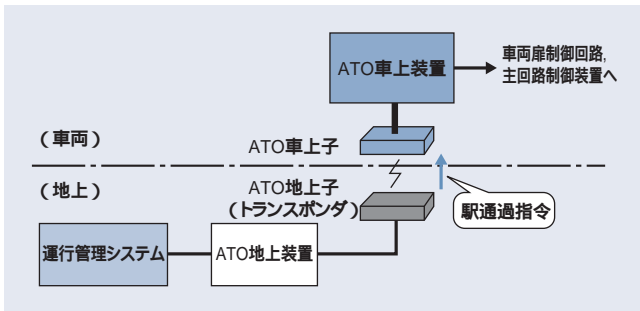 ATO車上装置
車両扉制御回路,
主回路制御装置へ
(車両)
ATO車上子
(地上)
ATO地上子
(トランスポンダ)
駅通過指令
運行管理システム
ATO地上装置